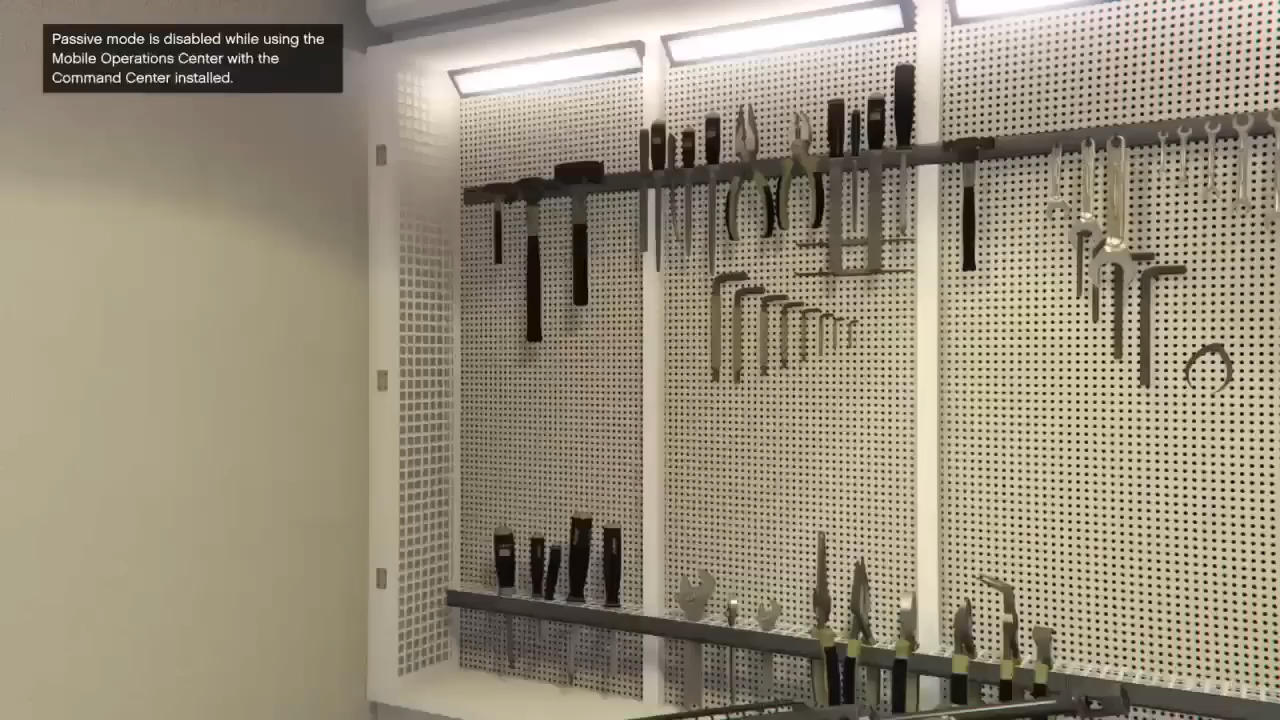 Passive mode is disabled while using the
Mobile Operations Center with the
Command Center installed.